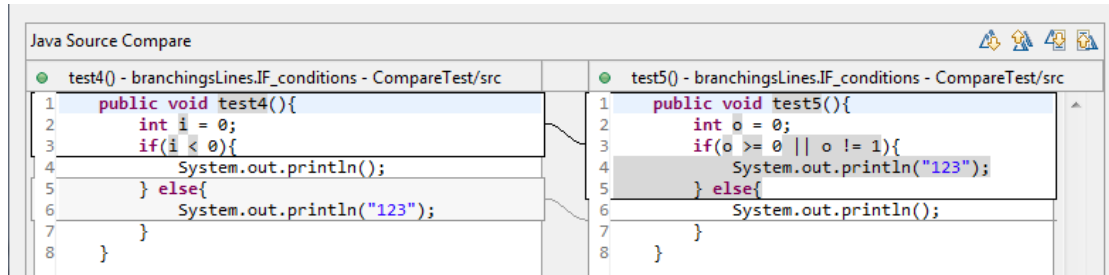 Java Source Compare
test4() - branchingsLines.IF_conditions - CompareTest/src
1 public void test4(){
2 int i = 0;
3 if(i < 0){
4 System.out.println();
5 } else{
6 System.out.println("123");
7 }
8 }
test5() - branchingsLines.IF_conditions - CompareTest/src
1 public void test5(){
2 int o = 0;
3 if(o >= 0 || o != 1){
4 System.out.println("123");
5 } else{
6 System.out.println();
7 }
8 }